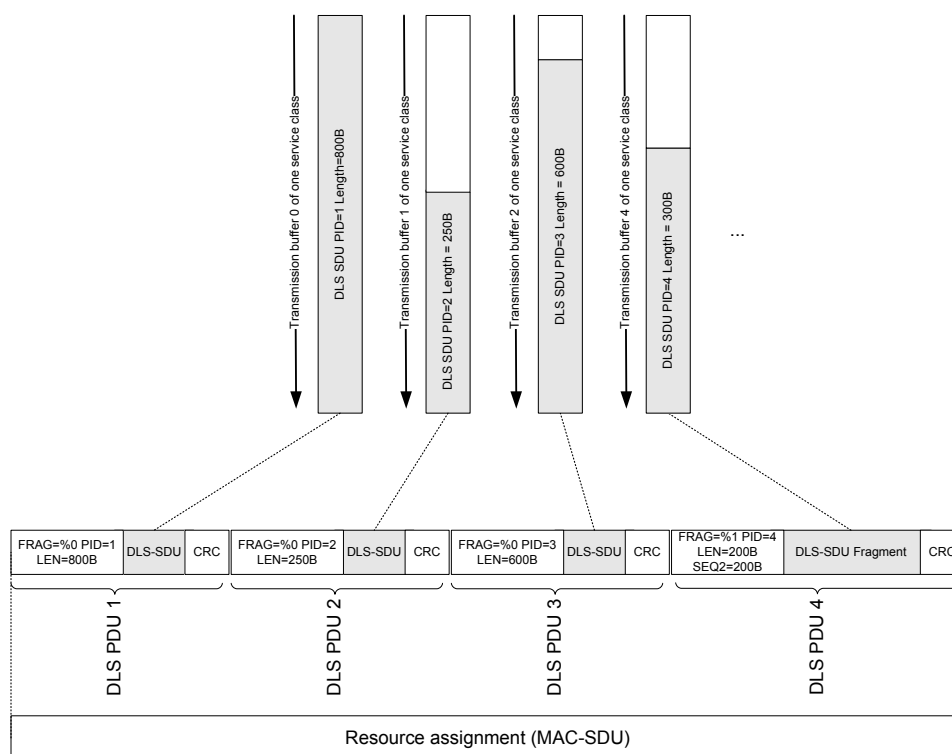 Transmission buffer 0 of one service class
DLS SDU PID=1 Length=800B
Transmission buffer 1 of one service class
DLS SDU PID=2 Length = 250B
Transmission buffer 2 of one service class
DLS SDU PID=3 Length = 600B
Transmission buffer 4 of one service class
DLS SDU PID=4 Length = 300B
...
FRAG=%0 PID=1
LEN=800B
DLS-SDU
CRC
FRAG=%0 PID=2
LEN=250B
DLS-SDU
CRC
FRAG=%0 PID=3
LEN=600B
DLS-SDU
CRC
FRAG=%1 PID=4
LEN=200B
SEQ2=200B
DLS-SDU Fragment
CRC
DLS PDU 1
DLS PDU 2
DLS PDU 3
DLS PDU 4
Resource assignment (MAC-SDU)